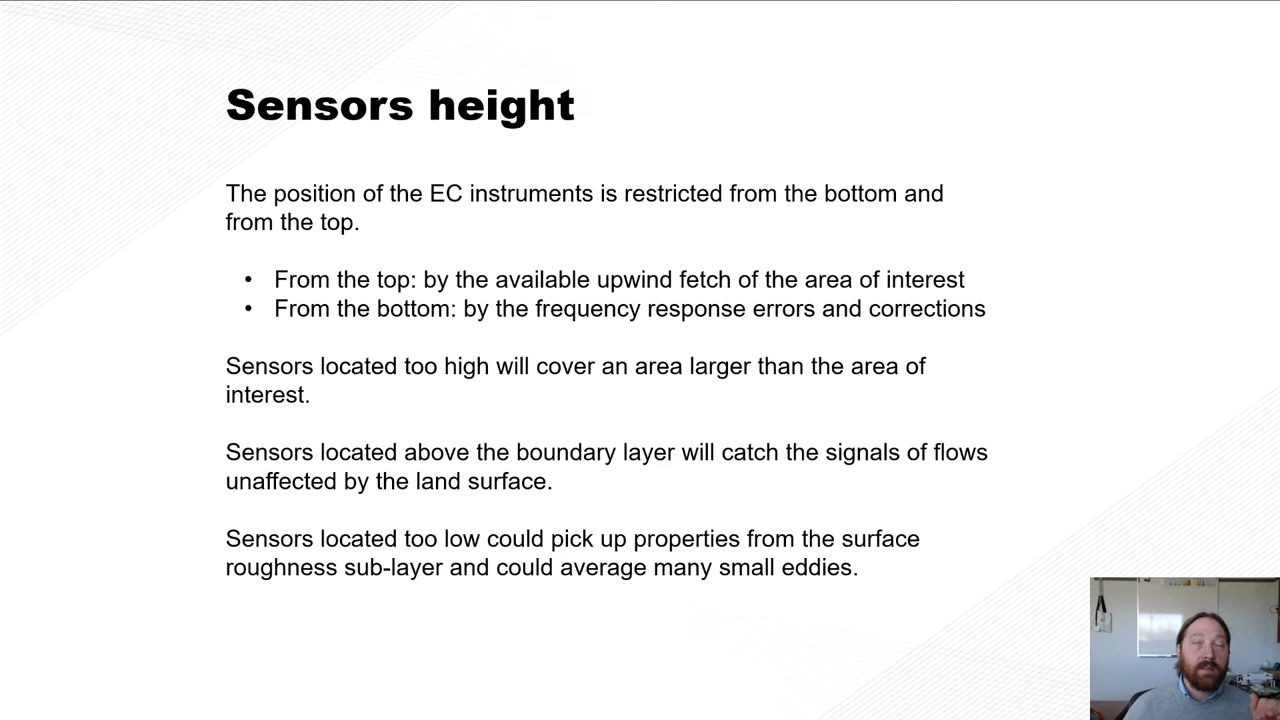 Sensors height
The position of the EC instruments is restricted from the bottom and
from the top.
• From the top: by the available upwind fetch of the area of interest
• From the bottom: by the frequency response errors and corrections
Sensors located too high will cover an area larger than the area of
interest.
Sensors located above the boundary layer will catch the signals of flows
unaffected by the land surface.
Sensors located too low could pick up properties from the surface
roughness sub-layer and could average many small eddies.